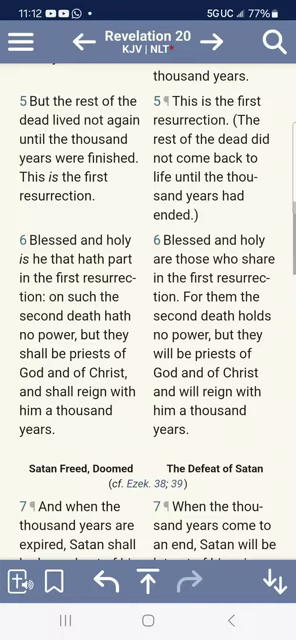 11:12
5G UC 77%
Revelation 20
KJV | NLT*
5 But the rest of the
dead lived not again
until the thousand
years were finished.
This is the first
resurrection.
6 Blessed and holy
is he that hath part
in the first resurrec-
tion: on such the
second death hath
no power, but they
shall be priests of
God and of Christ,
and shall reign with
him a thousand
years.
thousand years.
5 ¶ This is the first
resurrection. (The
rest of the dead did
not come back to
life until the thou-
sand years had
ended.)
6 Blessed and holy
are those who share
in the first resurrec-
tion. For them the
second death holds
no power, but they
will be priests of
God and of Christ
and will reign with
him a thousand
years.
Satan Freed, Doomed
The Defeat of Satan
(cf. Ezek. 38; 39)
7 ¶ And when the
thousand years are
expired, Satan shall
7 ¶ When the thou-
sand years come to
an end, Satan will be